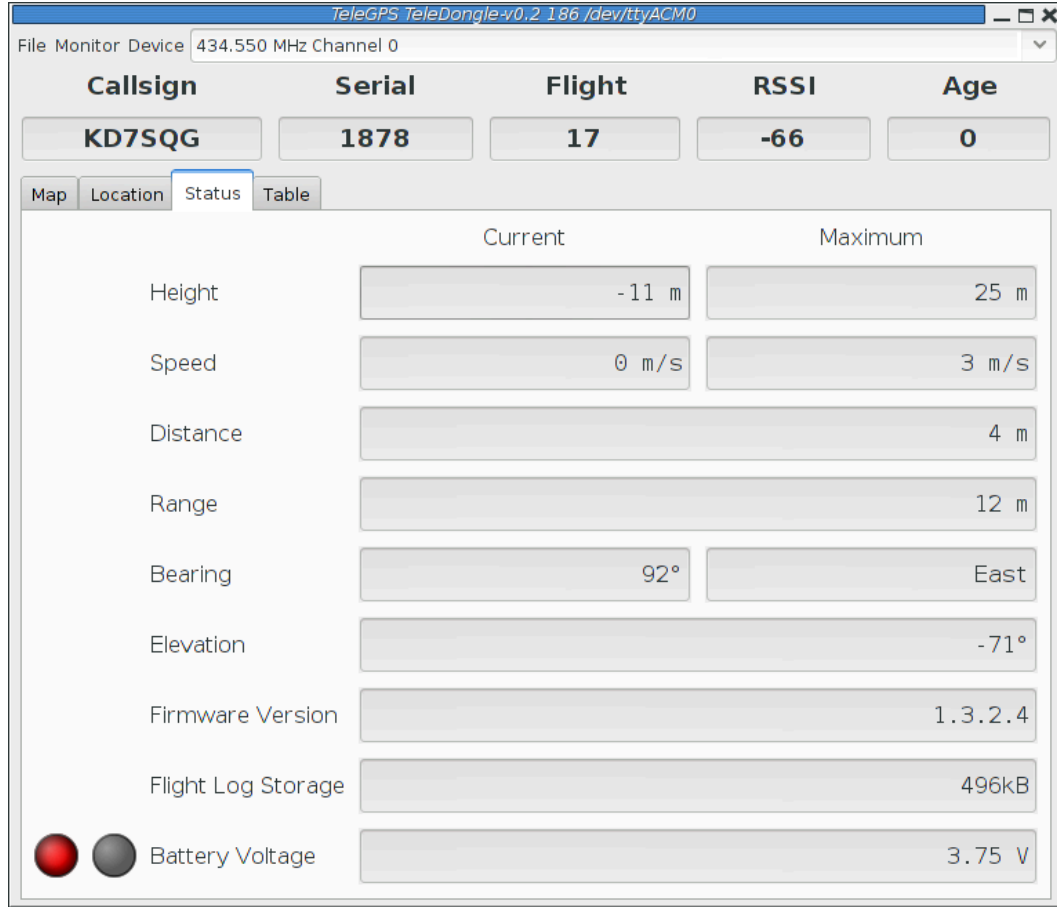 TeleGPS TeleDongle-v0.2 186 /dev/ttyACM0
File Monitor Device 434.550 MHz Channel 0
Callsign Serial Flight RSSI Age
KD7SQG 1878 17 -66 0
Map Location Status Table
Current Maximum
Height -11 m 25 m
Speed 0 m/s 3 m/s
Distance 4 m
Range 12 m
Bearing 92° East
Elevation -71°
Firmware Version 1.3.2.4
Flight Log Storage 496kB
Battery Voltage 3.75 V